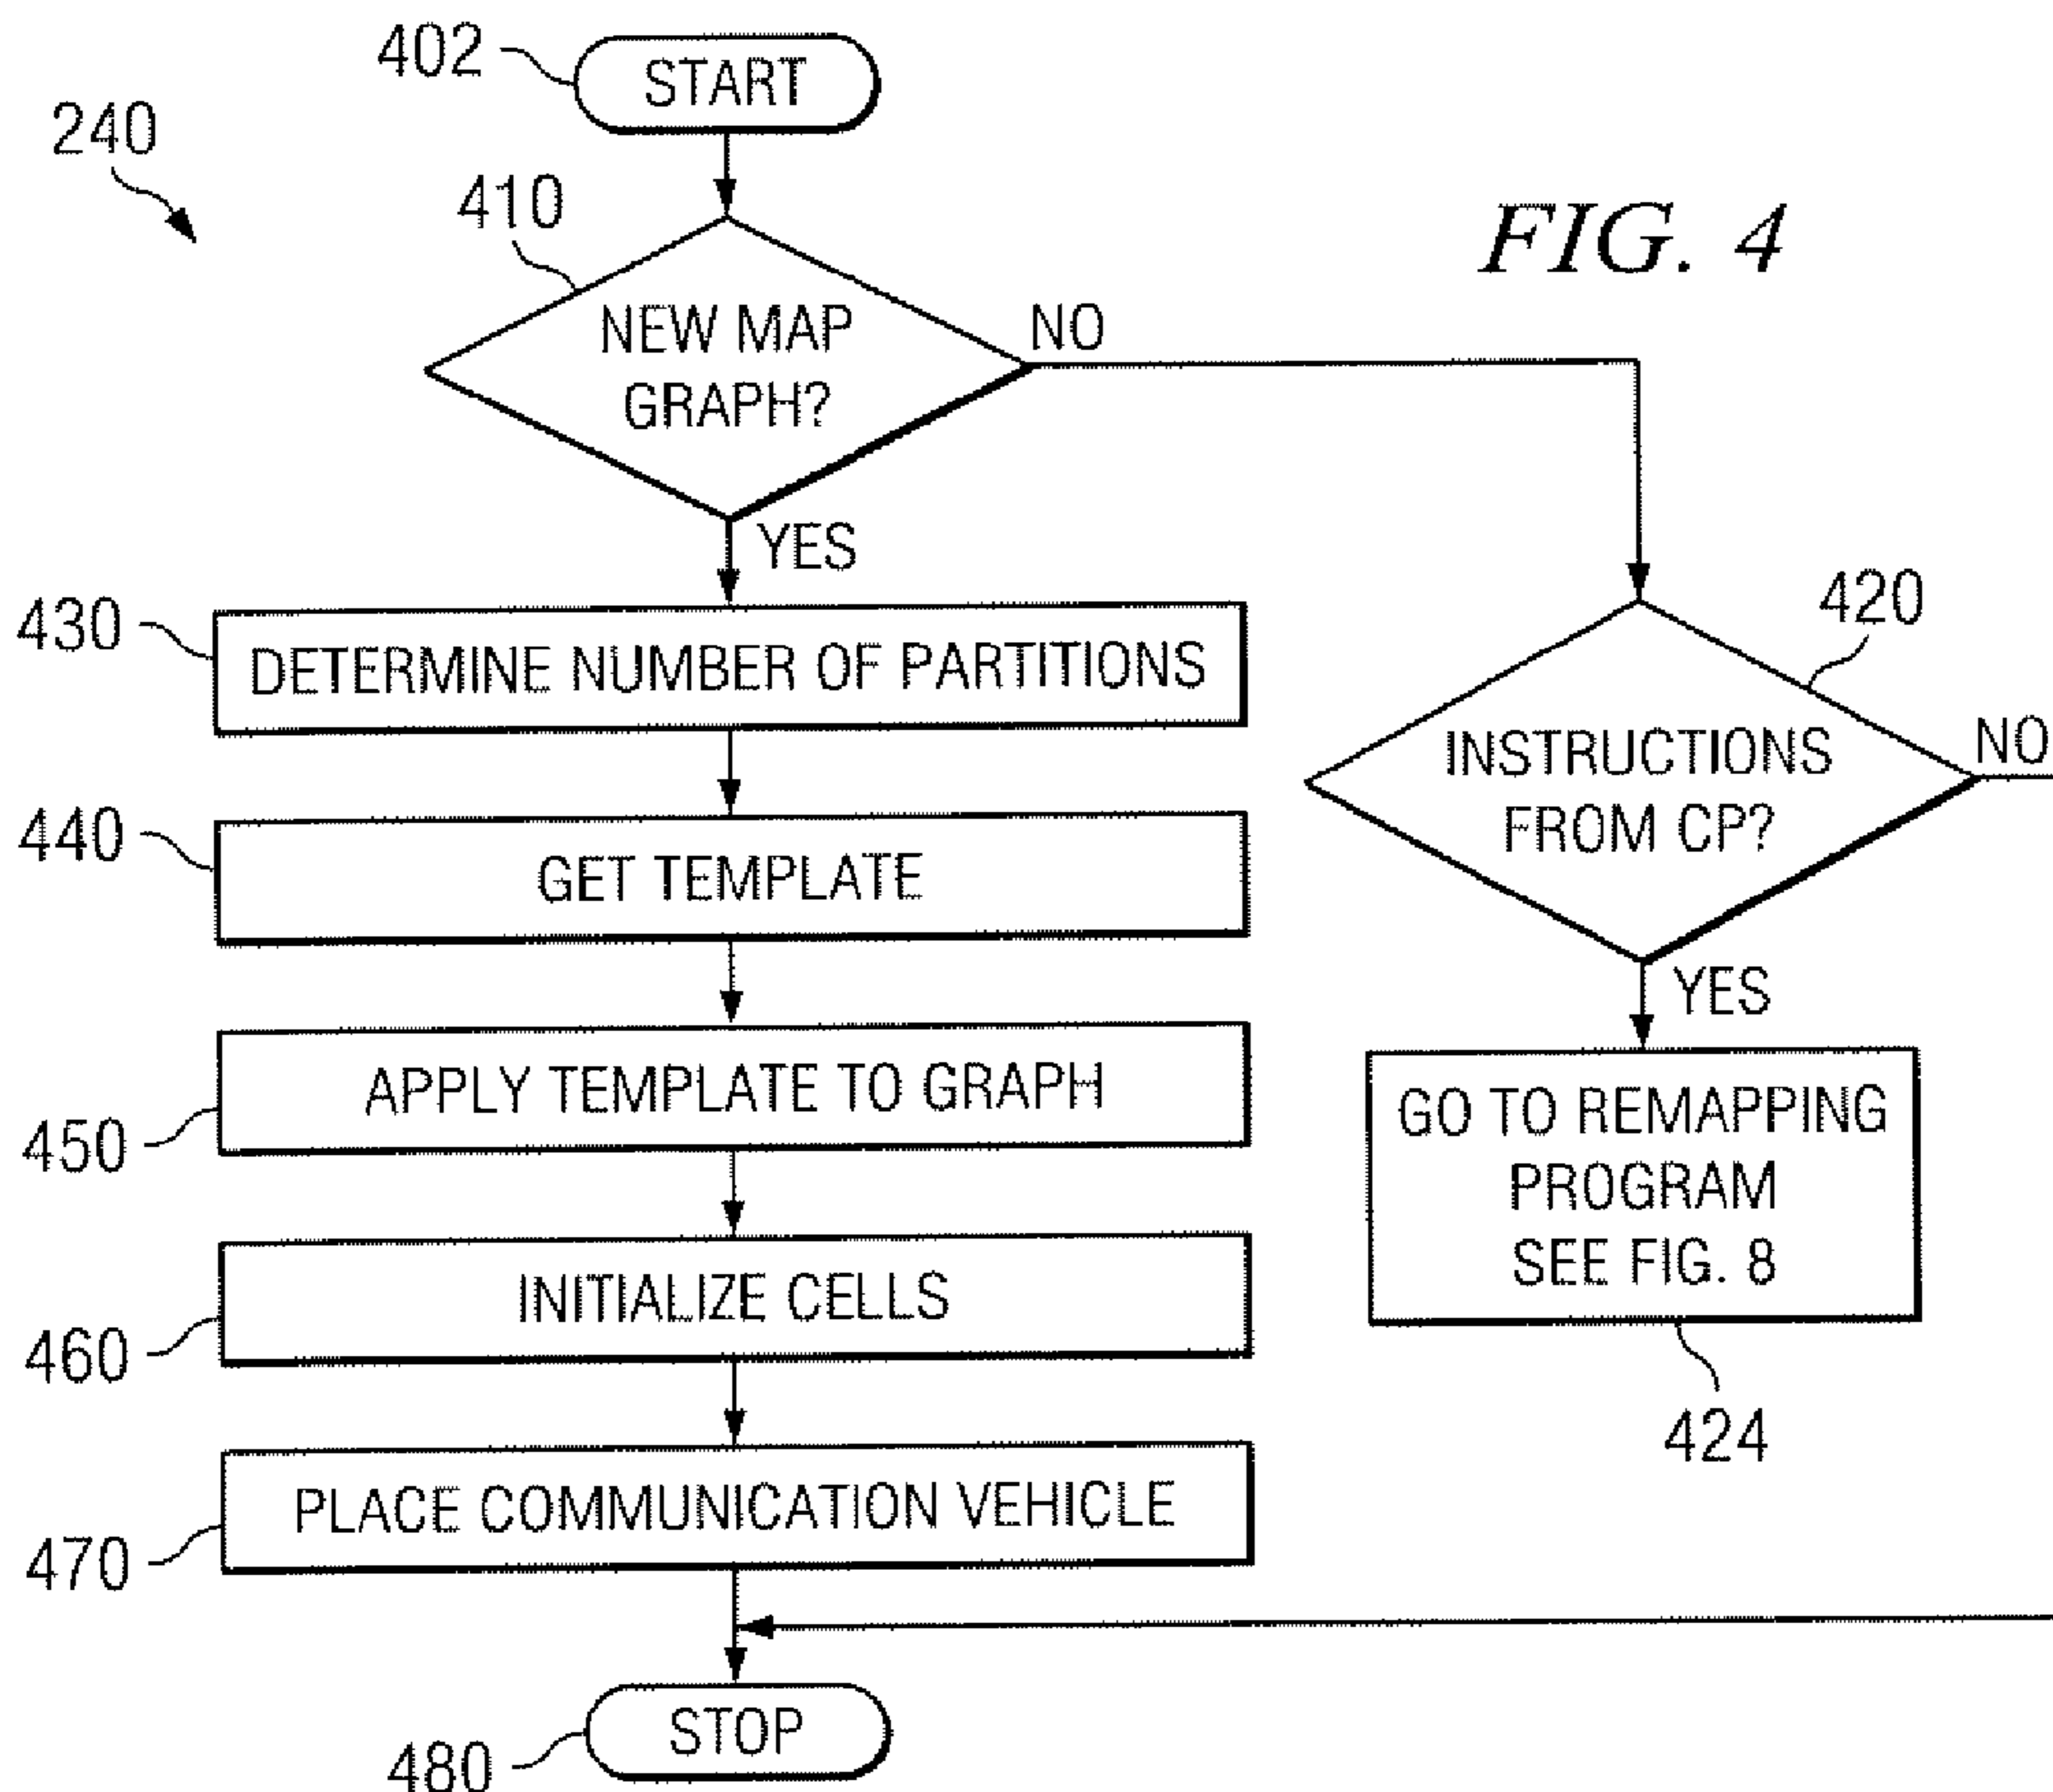 402
START
240
410
FIG. 4
NEW MAP
GRAPH?
NO
YES
430
DETERMINE NUMBER OF PARTITIONS
420
INSTRUCTIONS
FROM CP?
NO
440
GET TEMPLATE
YES
450
APPLY TEMPLATE TO GRAPH
GO TO REMAPPING
PROGRAM
SEE FIG. 8
424
460
INITIALIZE CELLS
470
PLACE COMMUNICATION VEHICLE
480
STOP